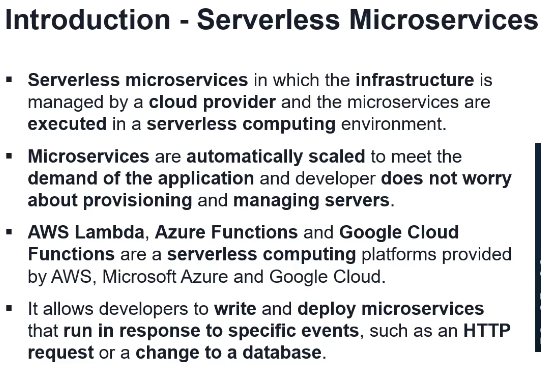 Introduction - Serverless Microservices
▪ Serverless microservices in which the infrastructure is
managed by a cloud provider and the microservices are
executed in a serverless computing environment.
▪ Microservices are automatically scaled to meet the
demand of the application and developer does not worry
about provisioning and managing servers.
▪ AWS Lambda, Azure Functions and Google Cloud
Functions are a serverless computing platforms provided
by AWS, Microsoft Azure and Google Cloud.
▪ It allows developers to write and deploy microservices
that run in response to specific events, such as an HTTP
request or a change to a database.